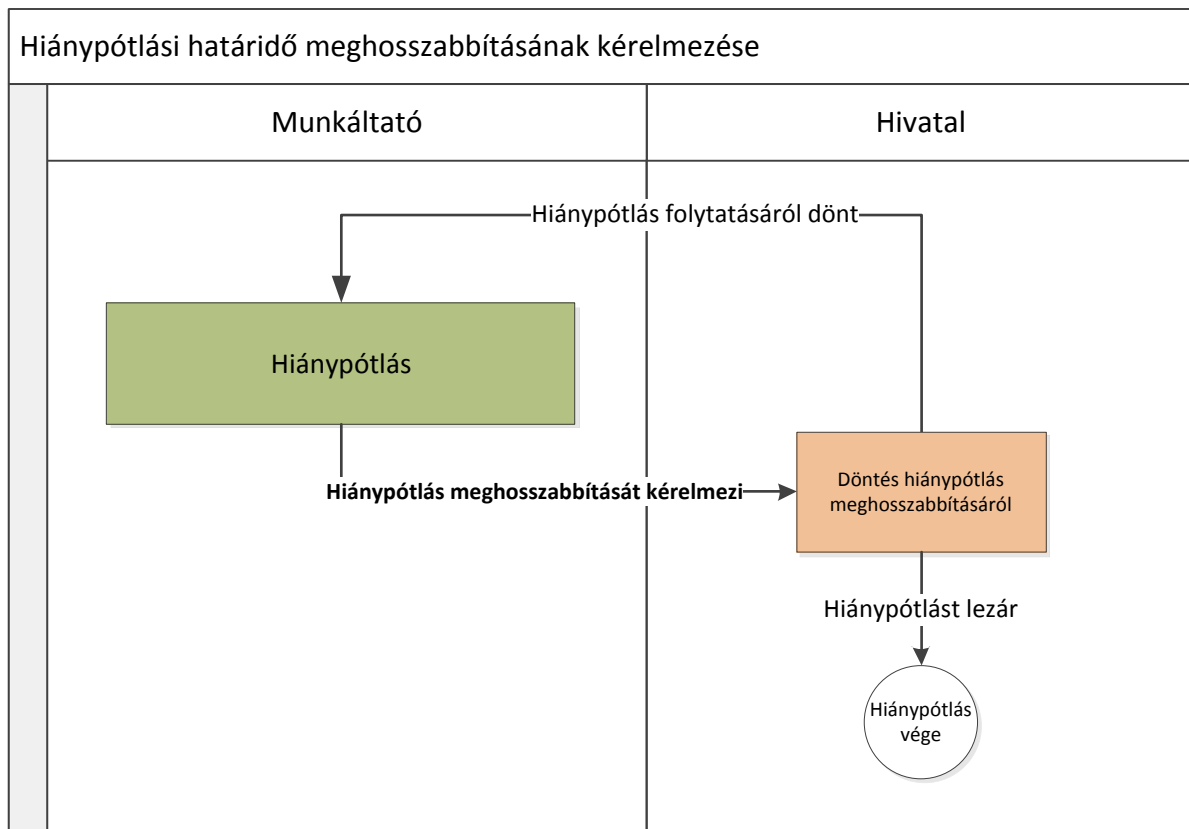 Hiánypótlási határidő meghosszabbításának kérelmezése
Munkáltató
Hivatal
Hiánypótlás folytatásáról dönt
Hiánypótlás
Hiánypótlás meghosszabbítását kérelmezi
Döntés hiánypótlás
meghosszabbításáról
Hiánypótlást lezár
Hiánypótlás
vége